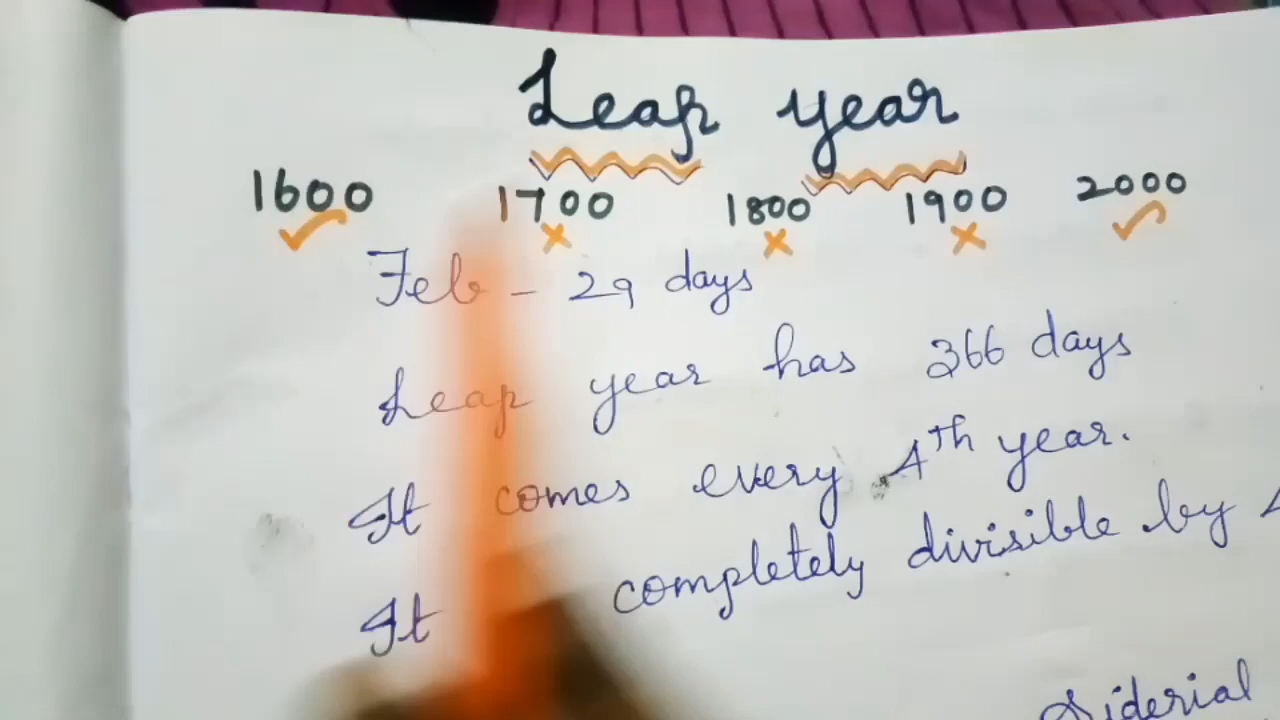 Leap year
1600 1700 1800 1900 2000
Feb - 29 days
Leap year has 366 days
It comes every 4th year.
It completely divisible by
Siderial